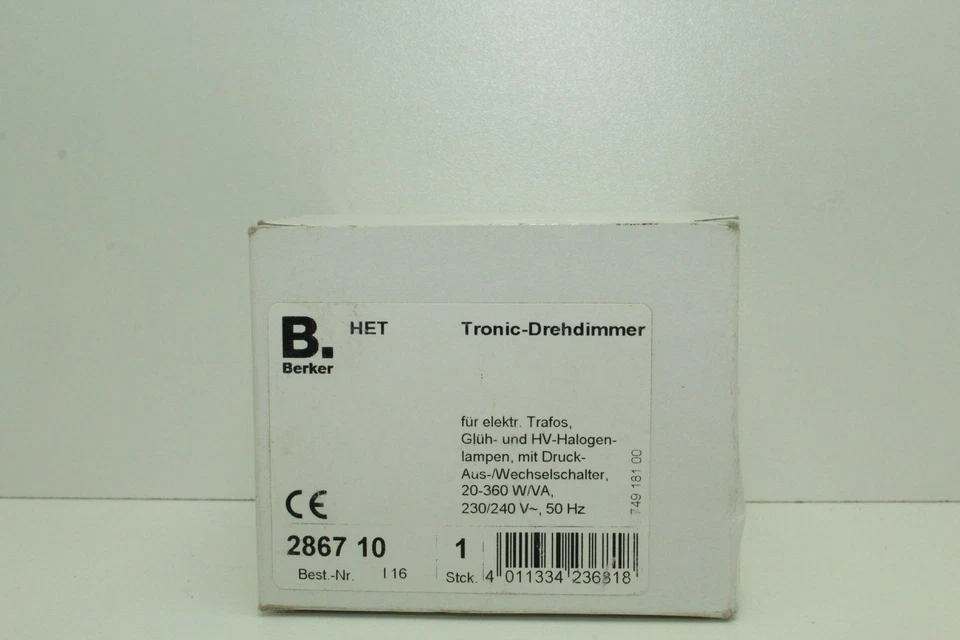 B.
Berker
HET
Tronic-Drehdimmer
für elektr. Trafos,
Glüh- und HV-Halogen-
lampen, mit Druck-
Aus-/Wechselschalter,
20-360 W/VA,
230/240 V~, 50 Hz
749 181 00
CE
2867 10
Best.-Nr.
I 16
1
Stck.
4 011334 236818